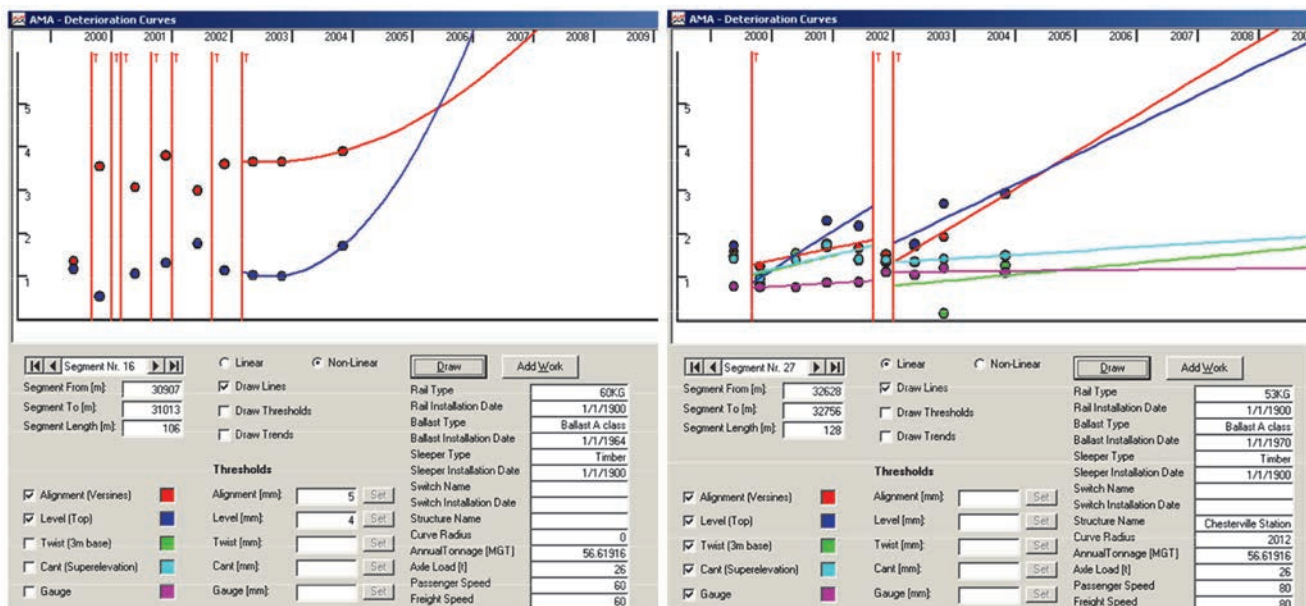 AMA - Deterioration Curves
2000 2001 2002 2003 2004 2005 2006 2007 2008 2009
T T T T T T T
5
4
3
2
1
Segment Nr. 16
Segment From [m]: 30907
Segment To [m]: 31013
Segment Length [m]: 106
Linear Non-Linear
Draw Lines
Draw Thresholds
Draw Trends
Draw Add Work
Rail Type 60KG
Rail Installation Date 1/1/1900
Ballast Type Ballast A class
Ballast Installation Date 1/1/1964
Sleeper Type Timber
Sleeper Installation Date 1/1/1900
Switch Name
Switch Installation Date
Structure Name
Curve Radius 0
AnnualTonnage [MGT] 56.61916
Axle Load [t] 26
Passenger Speed 60
Freight Speed 60
Thresholds
Alignment (Versines) Alignment [mm]: 5 Set
Level (Top) Level [mm]: 4 Set
Twist (3m base) Twist [mm]: Set
Cant (Superelevation) Cant [mm]: Set
Gauge Gauge [mm]: Set
AMA - Deterioration Curves
2000 2001 2002 2003 2004 2005 2006 2007 2008
T T T
5
4
3
2
1
Segment Nr. 27
Segment From [m]: 32628
Segment To [m]: 32756
Segment Length [m]: 128
Linear Non-Linear
Draw Lines
Draw Thresholds
Draw Trends
Draw Add Work
Rail Type 53KG
Rail Installation Date 1/1/1900
Ballast Type Ballast A class
Ballast Installation Date 1/1/1970
Sleeper Type Timber
Sleeper Installation Date 1/1/1900
Switch Name
Switch Installation Date
Structure Name Chesterville Station
Curve Radius 2012
AnnualTonnage [MGT] 56.61916
Axle Load [t] 26
Passenger Speed 80
Freight Speed 80
Thresholds
Alignment (Versines) Alignment [mm]: Set
Level (Top) Level [mm]: Set
Twist (3m base) Twist [mm]: Set
Cant (Superelevation) Cant [mm]: Set
Gauge Gauge [mm]: Set